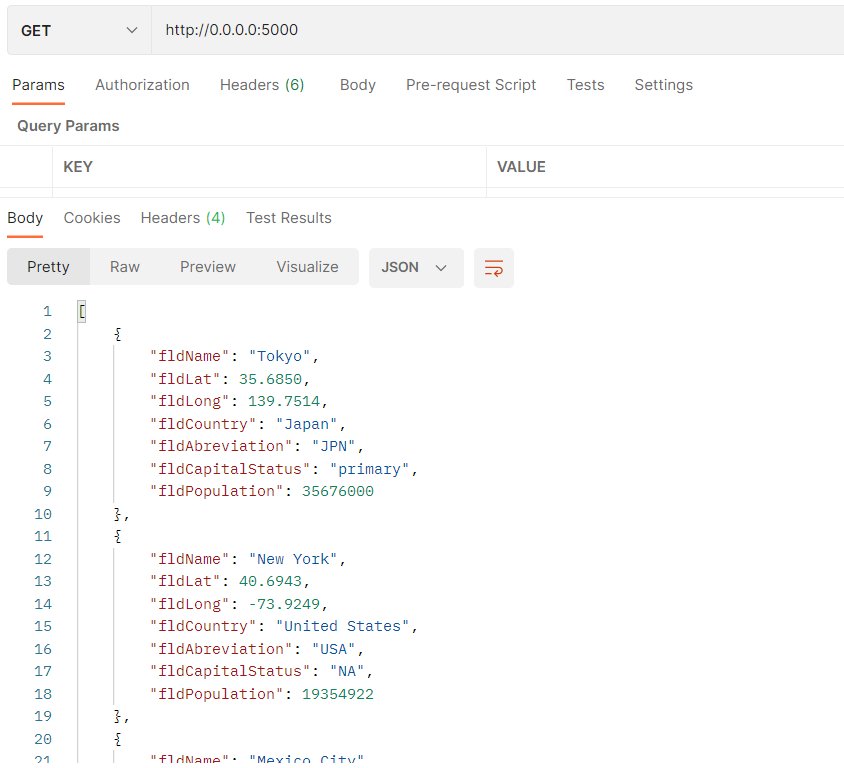 GET http://0.0.0.0:5000
Params Authorization Headers (6) Body Pre-request Script Tests Settings
Query Params
KEY VALUE
Body Cookies Headers (4) Test Results
Pretty Raw Preview Visualize JSON
1 [
2 {
3 "fldName": "Tokyo",
4 "fldLat": 35.6850,
5 "fldLong": 139.7514,
6 "fldCountry": "Japan",
7 "fldAbreviation": "JPN",
8 "fldCapitalStatus": "primary",
9 "fldPopulation": 35676000
10 },
11 {
12 "fldName": "New York",
13 "fldLat": 40.6943,
14 "fldLong": -73.9249,
15 "fldCountry": "United States",
16 "fldAbreviation": "USA",
17 "fldCapitalStatus": "NA",
18 "fldPopulation": 19354922
19 },
20 {
21 "fldName": "Mexico City"